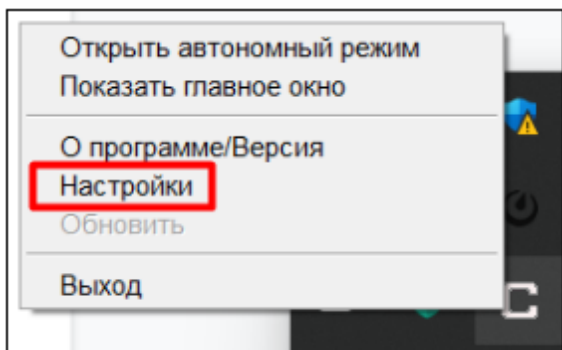 Открыть автономный режим
Показать главное окно
О программе/Версия
Настройки
Обновить
Выход